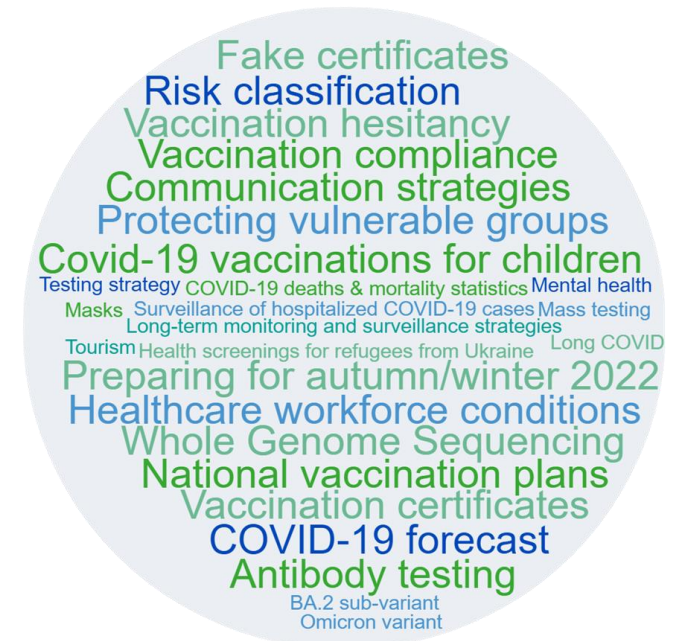 Fake certificates
Risk classification
Vaccination hesitancy
Vaccination compliance
Communication strategies
Protecting vulnerable groups
Covid-19 vaccinations for children
Testing strategy COVID-19 deaths & mortality statistics Mental health
Masks Surveillance of hospitalized COVID-19 cases Mass testing
Long-term monitoring and surveillance strategies
Tourism Health screenings for refugees from Ukraine Long COVID
Preparing for autumn/winter 2022
Healthcare workforce conditions
Whole Genome Sequencing
National vaccination plans
Vaccination certificates
COVID-19 forecast
Antibody testing
BA.2 sub-variant
Omicron variant